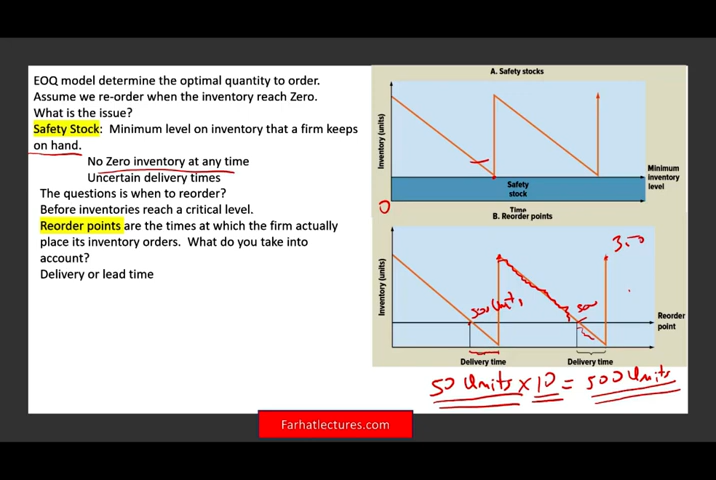 EOQ model determine the optimal quantity to order.
Assume we re-order when the inventory reach Zero.
What is the issue?
Safety Stock: Minimum level on inventory that a firm keeps
on hand.
No Zero inventory at any time
Uncertain delivery times
The questions is when to reorder?
Before inventories reach a critical level.
Reorder points are the times at which the firm actually
place its inventory orders. What do you take into
account?
Delivery or lead time
A. Safety stocks
Inventory (units)
Safety
stock
Minimum
inventory
level
0
Time
B. Reorder points
Inventory (units)
500 Units
500
Reorder
point
Delivery time
Delivery time
50 Units × 10 = 500 Units
Farhatlectures.com